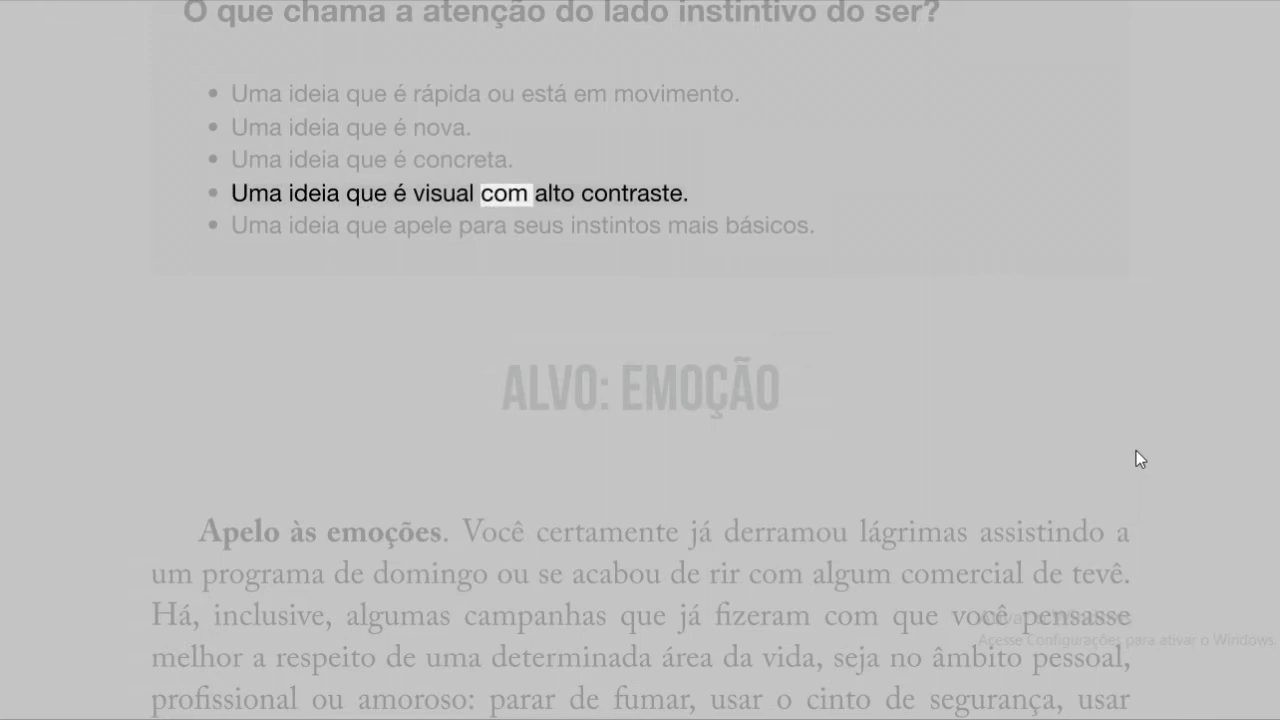 O que chama a atenção do lado instintivo do ser?
• Uma ideia que é rápida ou está em movimento.
• Uma ideia que é nova.
• Uma ideia que é concreta.
• Uma ideia que é visual com alto contraste.
• Uma ideia que apele para seus instintos mais básicos.
ALVO: EMOÇÃO
Apelo às emoções. Você certamente já derramou lágrimas assistindo a
um programa de domingo ou se acabou de rir com algum comercial de tevê.
Há, inclusive, algumas campanhas que já fizeram com que você pensasse
melhor a respeito de uma determinada área da vida, seja no âmbito pessoal,
profissional ou amoroso: parar de fumar, usar o cinto de segurança, usar
Acesse Configurações para ativar o Windows.